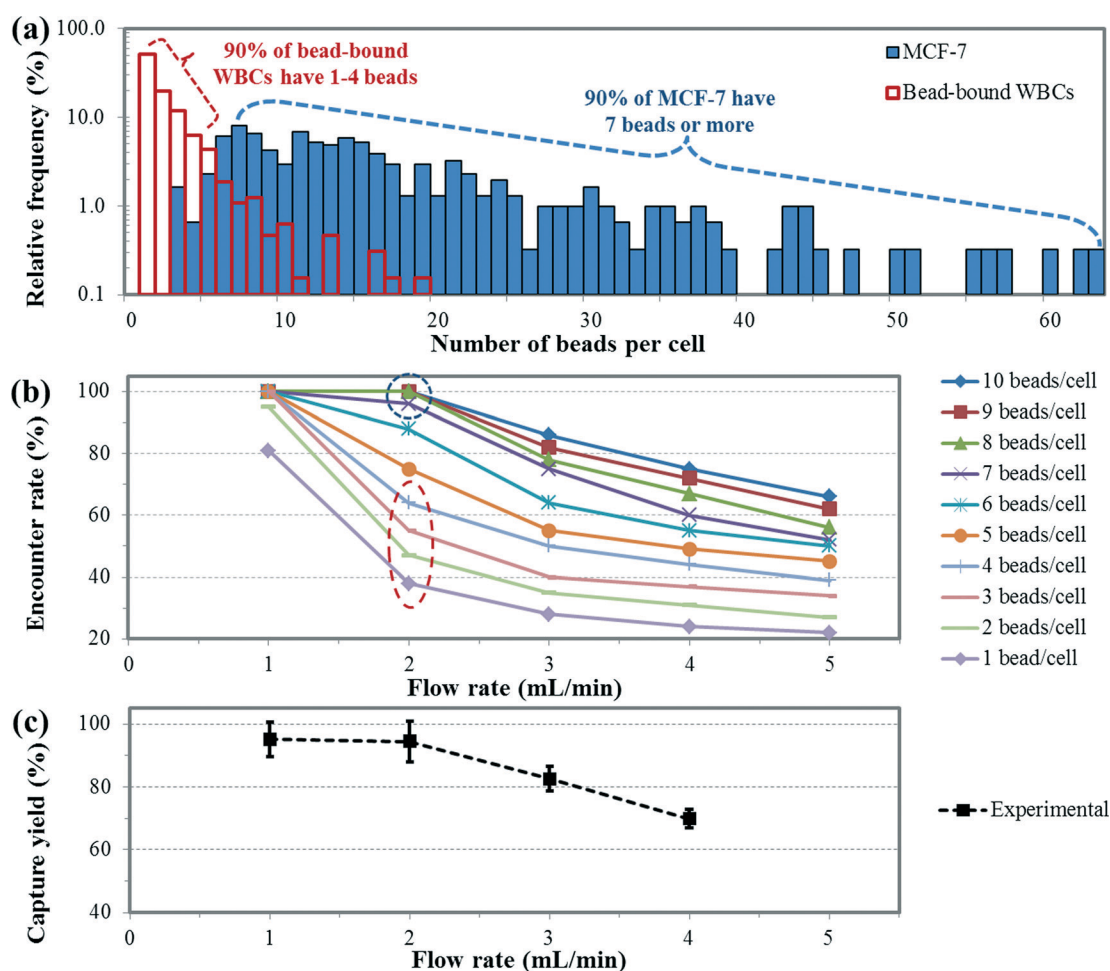 (a)
100.0
10.0
1.0
0.1
Relative frequency (%)
90% of bead-bound
WBCs have 1-4 beads
90% of MCF-7 have
7 beads or more
MCF-7
Bead-bound WBCs
0 10 20 30 40 50 60
Number of beads per cell
(b)
100
80
60
40
20
Encounter rate (%)
0 1 2 3 4 5
Flow rate (mL/min)
10 beads/cell
9 beads/cell
8 beads/cell
7 beads/cell
6 beads/cell
5 beads/cell
4 beads/cell
3 beads/cell
2 beads/cell
1 bead/cell
(c)
100
80
60
40
Capture yield (%)
0 1 2 3 4 5
Flow rate (mL/min)
Experimental